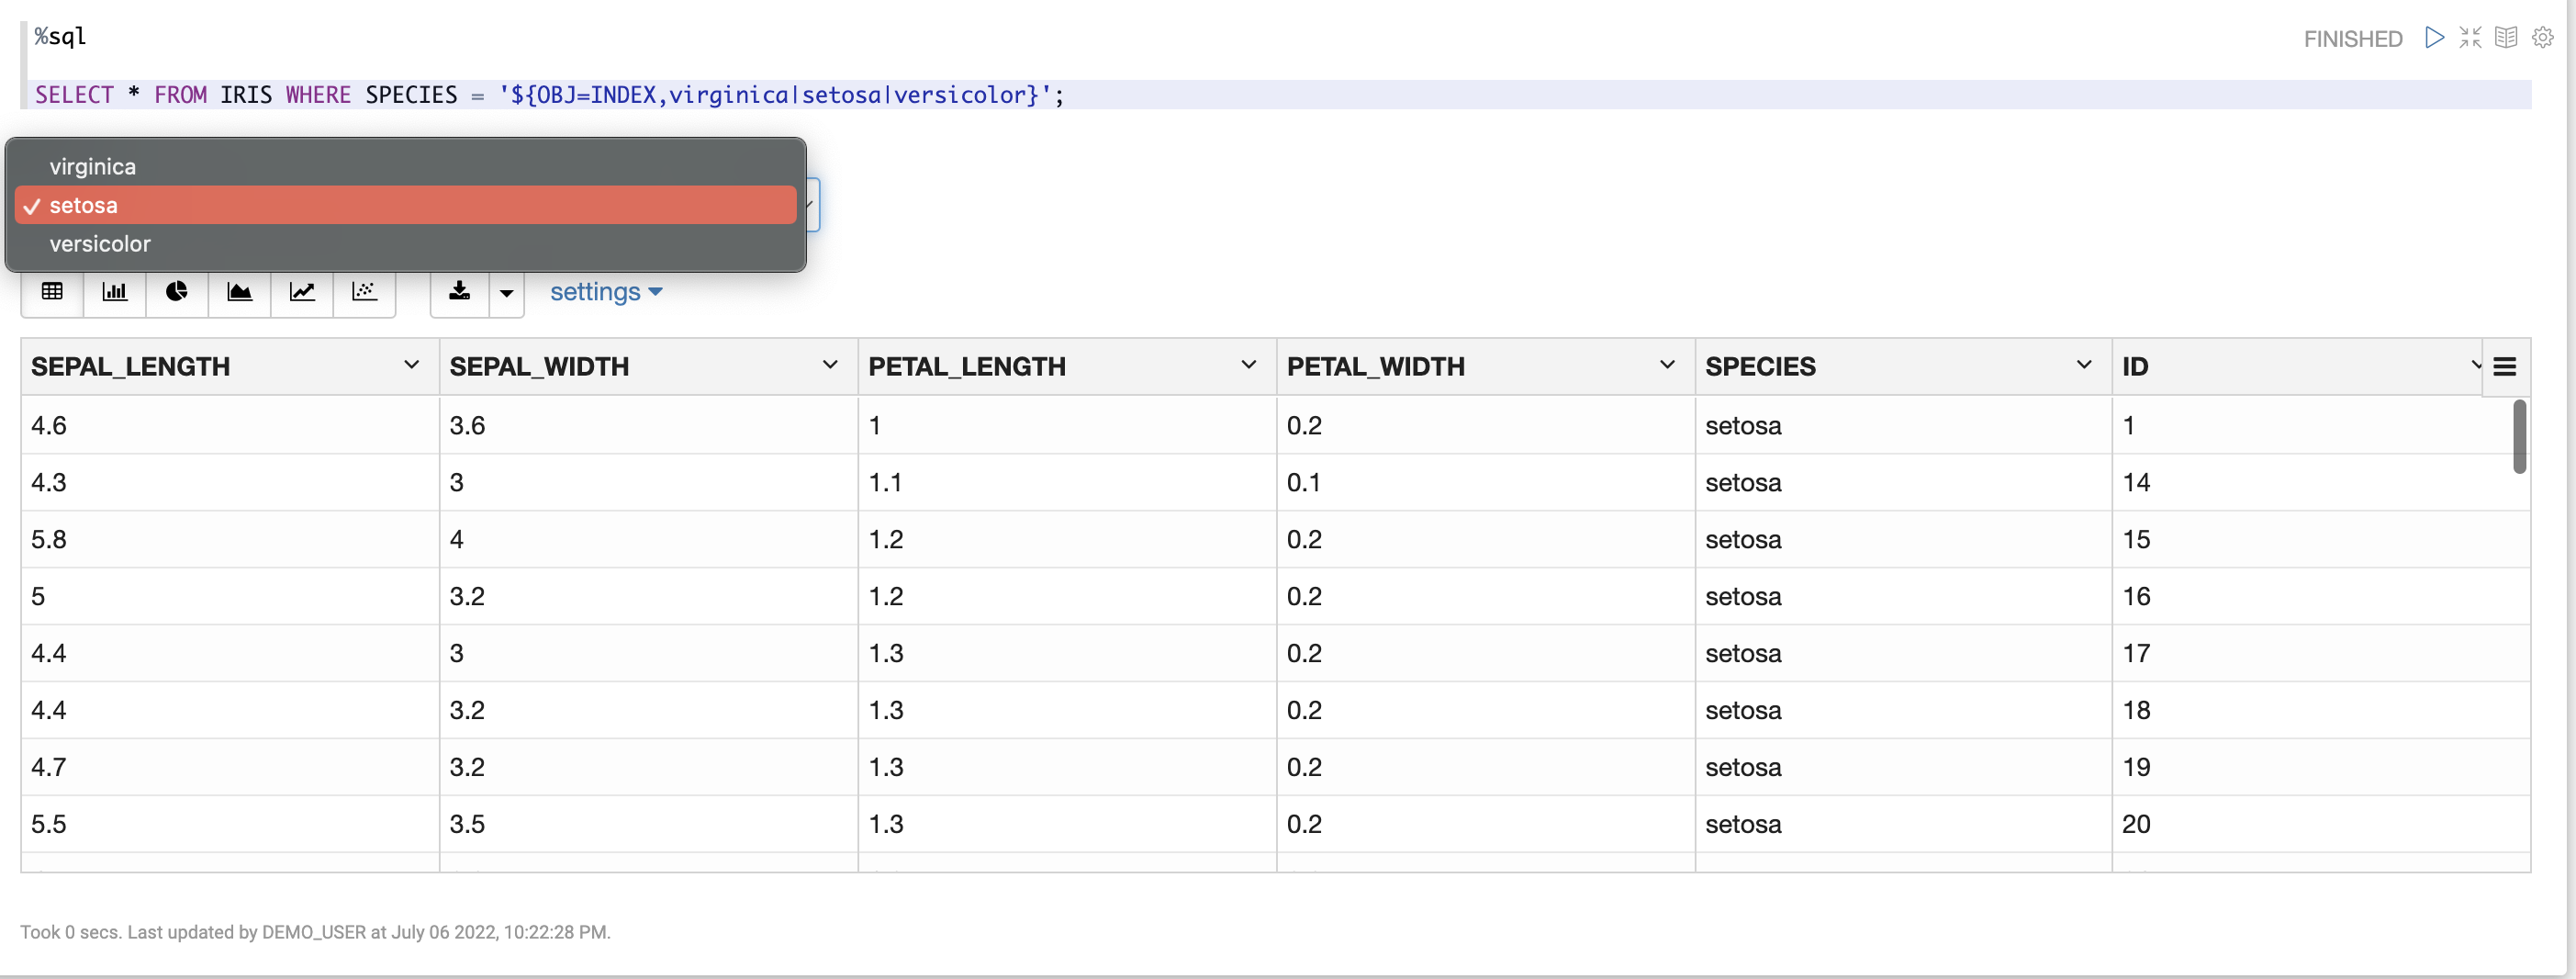 %sql
FINISHED
SELECT * FROM IRIS WHERE SPECIES = '${OBJ=INDEX,virginica|setosa|versicolor}';
virginica
✓ setosa
versicolor
settings
SEPAL_LENGTH SEPAL_WIDTH PETAL_LENGTH PETAL_WIDTH SPECIES ID
4.6 3.6 1 0.2 setosa 1
4.3 3 1.1 0.1 setosa 14
5.8 4 1.2 0.2 setosa 15
5 3.2 1.2 0.2 setosa 16
4.4 3 1.3 0.2 setosa 17
4.4 3.2 1.3 0.2 setosa 18
4.7 3.2 1.3 0.2 setosa 19
5.5 3.5 1.3 0.2 setosa 20
Took 0 secs. Last updated by DEMO_USER at July 06 2022, 10:22:28 PM.